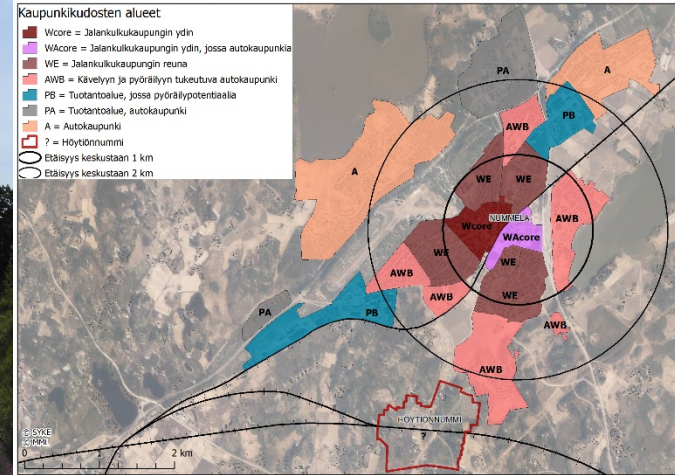 Kaupunkikudosten alueet
Wcore = Jalankulkukaupungin ydin
WAcore = Jalankulkukaupungin ydin, jossa autokaupunkia
WE = Jalankulkukaupungin reuna
AWB = Kävelyyn ja pyöräilyyn tukeutuva autokaupunki
PB = Tuotantoalue, jossa pyöräilypotentiaalia
PA = Tuotantoalue, autokaupunki
A = Autokaupunki
? = Höytiönnummi
Etäisyys keskustaan 1 km
Etäisyys keskustaan 2 km
PA
A
PB
AWB
A
WE
WE
AWB
NUMMELA
Wcore
WAcore
WE
AWB
WE
AWB
PA
PB
AWB
AWB
HÖYTIÖNNUMMI
?
© SYKE
© MML
0
2 km